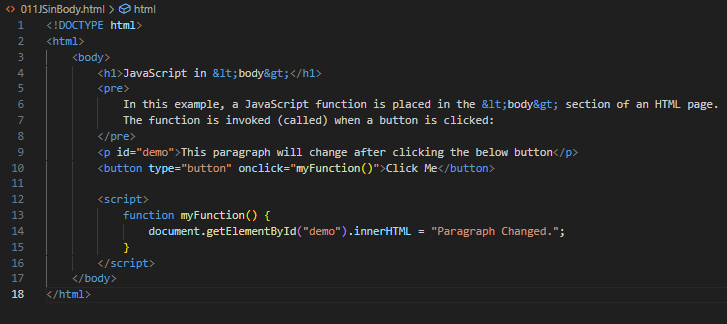 011JSinBody.html > html
1 <!DOCTYPE html>
2 <html>
3     <body>
4         <h1>JavaScript in &lt;body&gt;</h1>
5         <pre>
6             In this example, a JavaScript function is placed in the &lt;body&gt; section of an HTML page.
7             The function is invoked (called) when a button is clicked:
8         </pre>
9         <p id="demo">This paragraph will change after clicking the below button</p>
10         <button type="button" onclick="myFunction()">Click Me</button>
11
12         <script>
13             function myFunction() {
14                 document.getElementById("demo").innerHTML = "Paragraph Changed.";
15             }
16         </script>
17     </body>
18 </html>